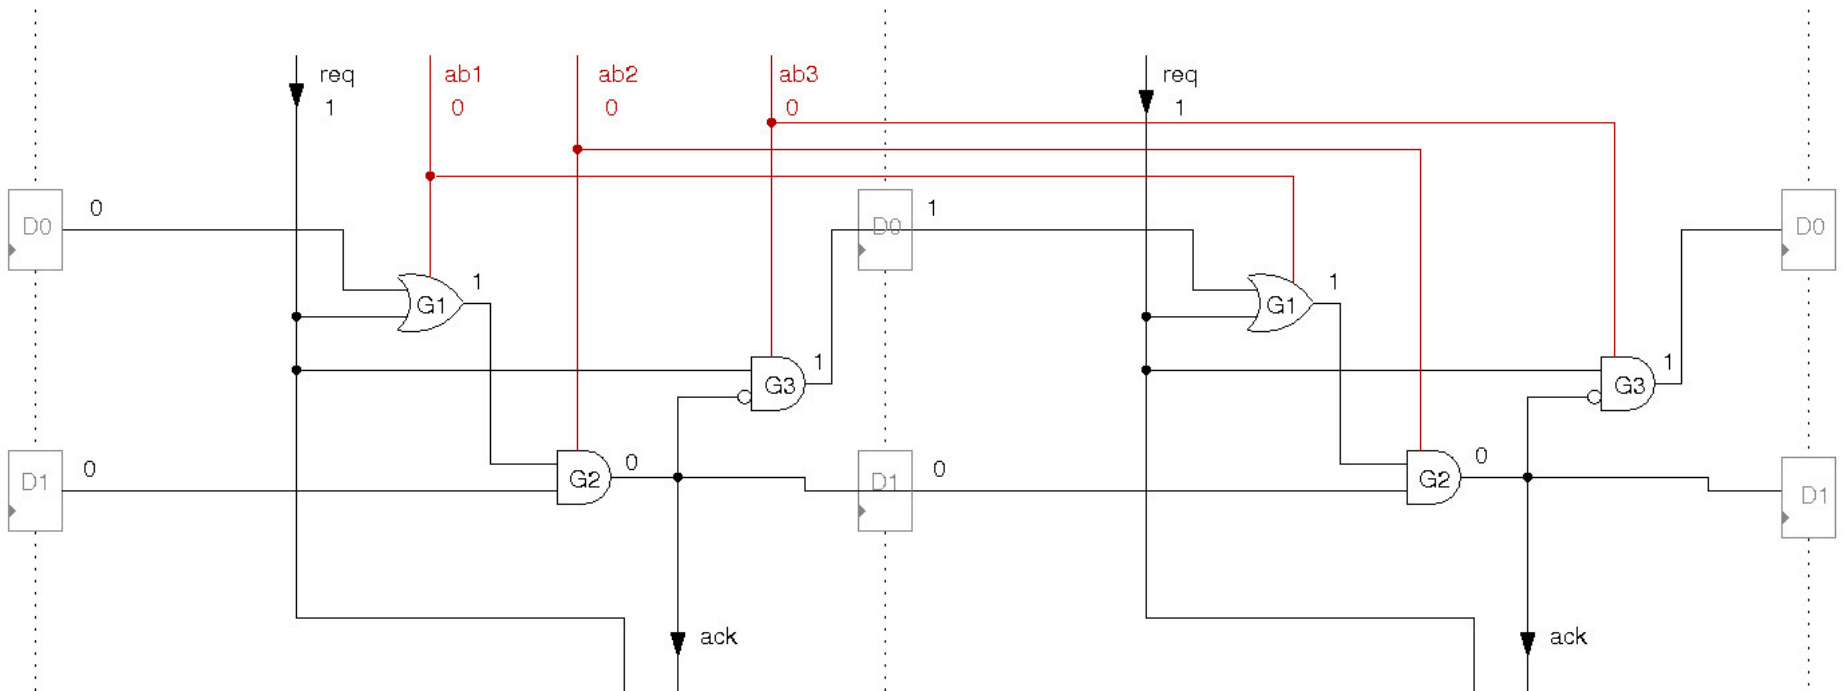 req ab1 ab2 ab3 req
1 0 0 0 1
D0 0 D0 1 D0
G1 1 G1 1
G3 1 G3 1
D1 0 G2 0 D1 0 G2 0 D1
ack ack